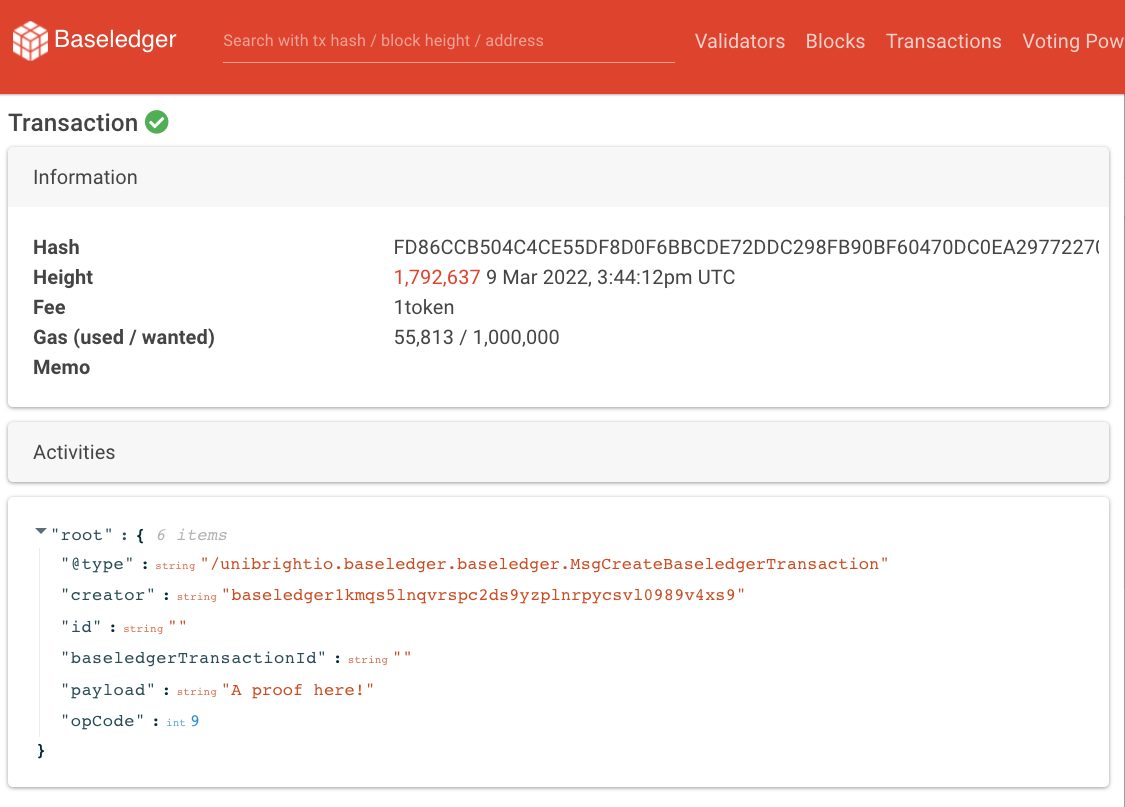 Baseledger Search with tx hash / block height / address Validators Blocks Transactions Voting Pow
Transaction
Information
Hash FD86CCB504C4CE55DF8D0F6BBCDE72DDC298FB90BF60470DC0EA29772270
Height 1,792,637 9 Mar 2022, 3:44:12pm UTC
Fee 1token
Gas (used / wanted) 55,813 / 1,000,000
Memo
Activities
"root" : { 6 items
"@type" : string "/unibrightio.baseledger.baseledger.MsgCreateBaseledgerTransaction"
"creator" : string "baseledger1kmqs5lnqvrspc2ds9yzplnrpycsvl0989v4xs9"
"id" : string ""
"baseledgerTransactionId" : string ""
"payload" : string "A proof here!"
"opCode" : int 9
}